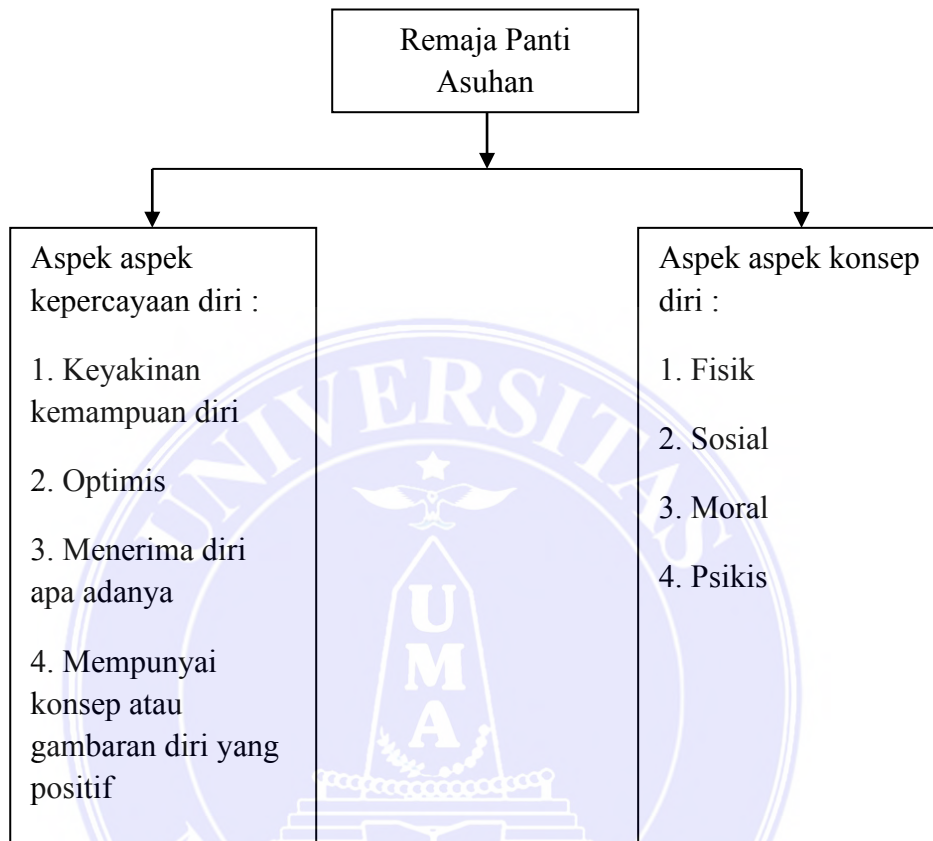 Remaja Panti
Asuhan
Aspek aspek
kepercayaan diri :
1. Keyakinan
kemampuan diri
2. Optimis
3. Menerima diri
apa adanya
4. Mempunyai
konsep atau
gambaran diri yang
positif
Aspek aspek konsep
diri :
1. Fisik
2. Sosial
3. Moral
4. Psikis
UNIVERSITAS
U
M
A